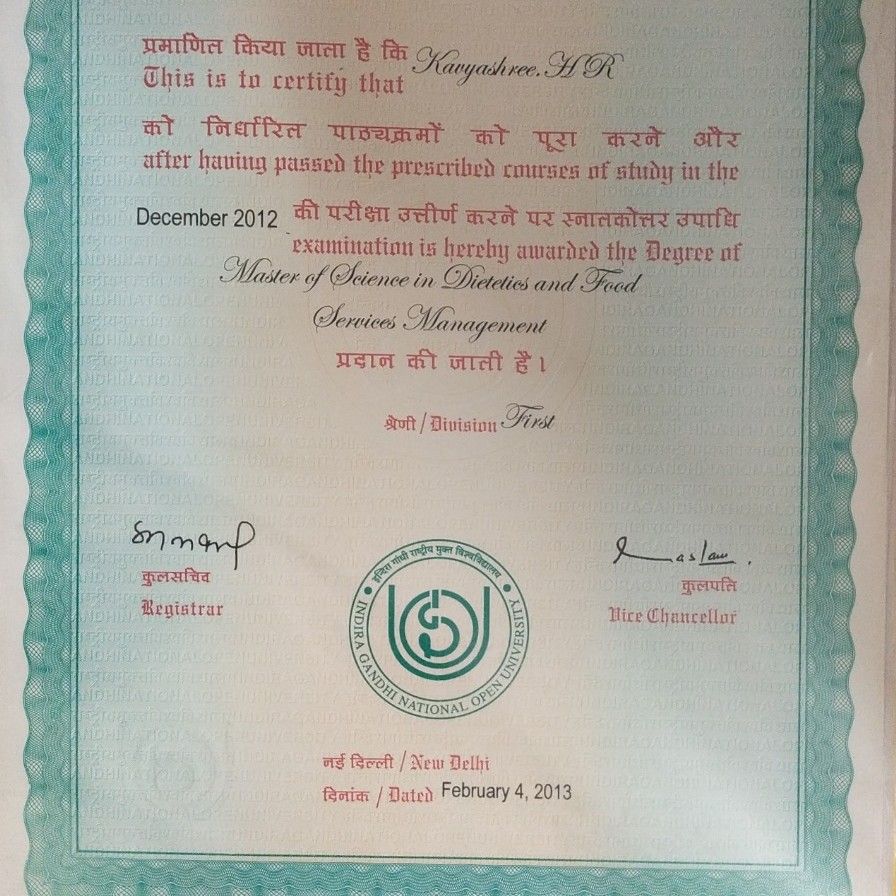 प्रमाणित किया जाता है कि Kavyashree.H R
This is to certify that
को निर्धारित पाठ्यक्रमों को पूरा करने और
after having passed the prescribed courses of study in the
December 2012 की परीक्षा उत्तीर्ण करने पर स्नातकोत्तर उपाधि
examination is hereby awarded the Degree of
Master of Science in Dietetics and Food
Services Management
प्रदान की जाती है।
श्रेणी / Division First
कुलसचिव
Registrar
कुलपति
Vice Chancellor
इन्दिरा गांधी राष्ट्रीय मुक्त विश्वविद्यालय
INDIRA GANDHI NATIONAL OPEN UNIVERSITY
नई दिल्ली / New Delhi
दिनांक / Dated February 4, 2013